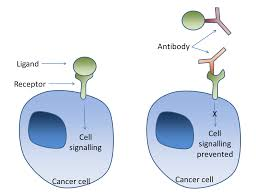 Ligand
Receptor
Cell
signalling
Cancer cell
Antibody
X
Cell
signalling
prevented
Cancer cell